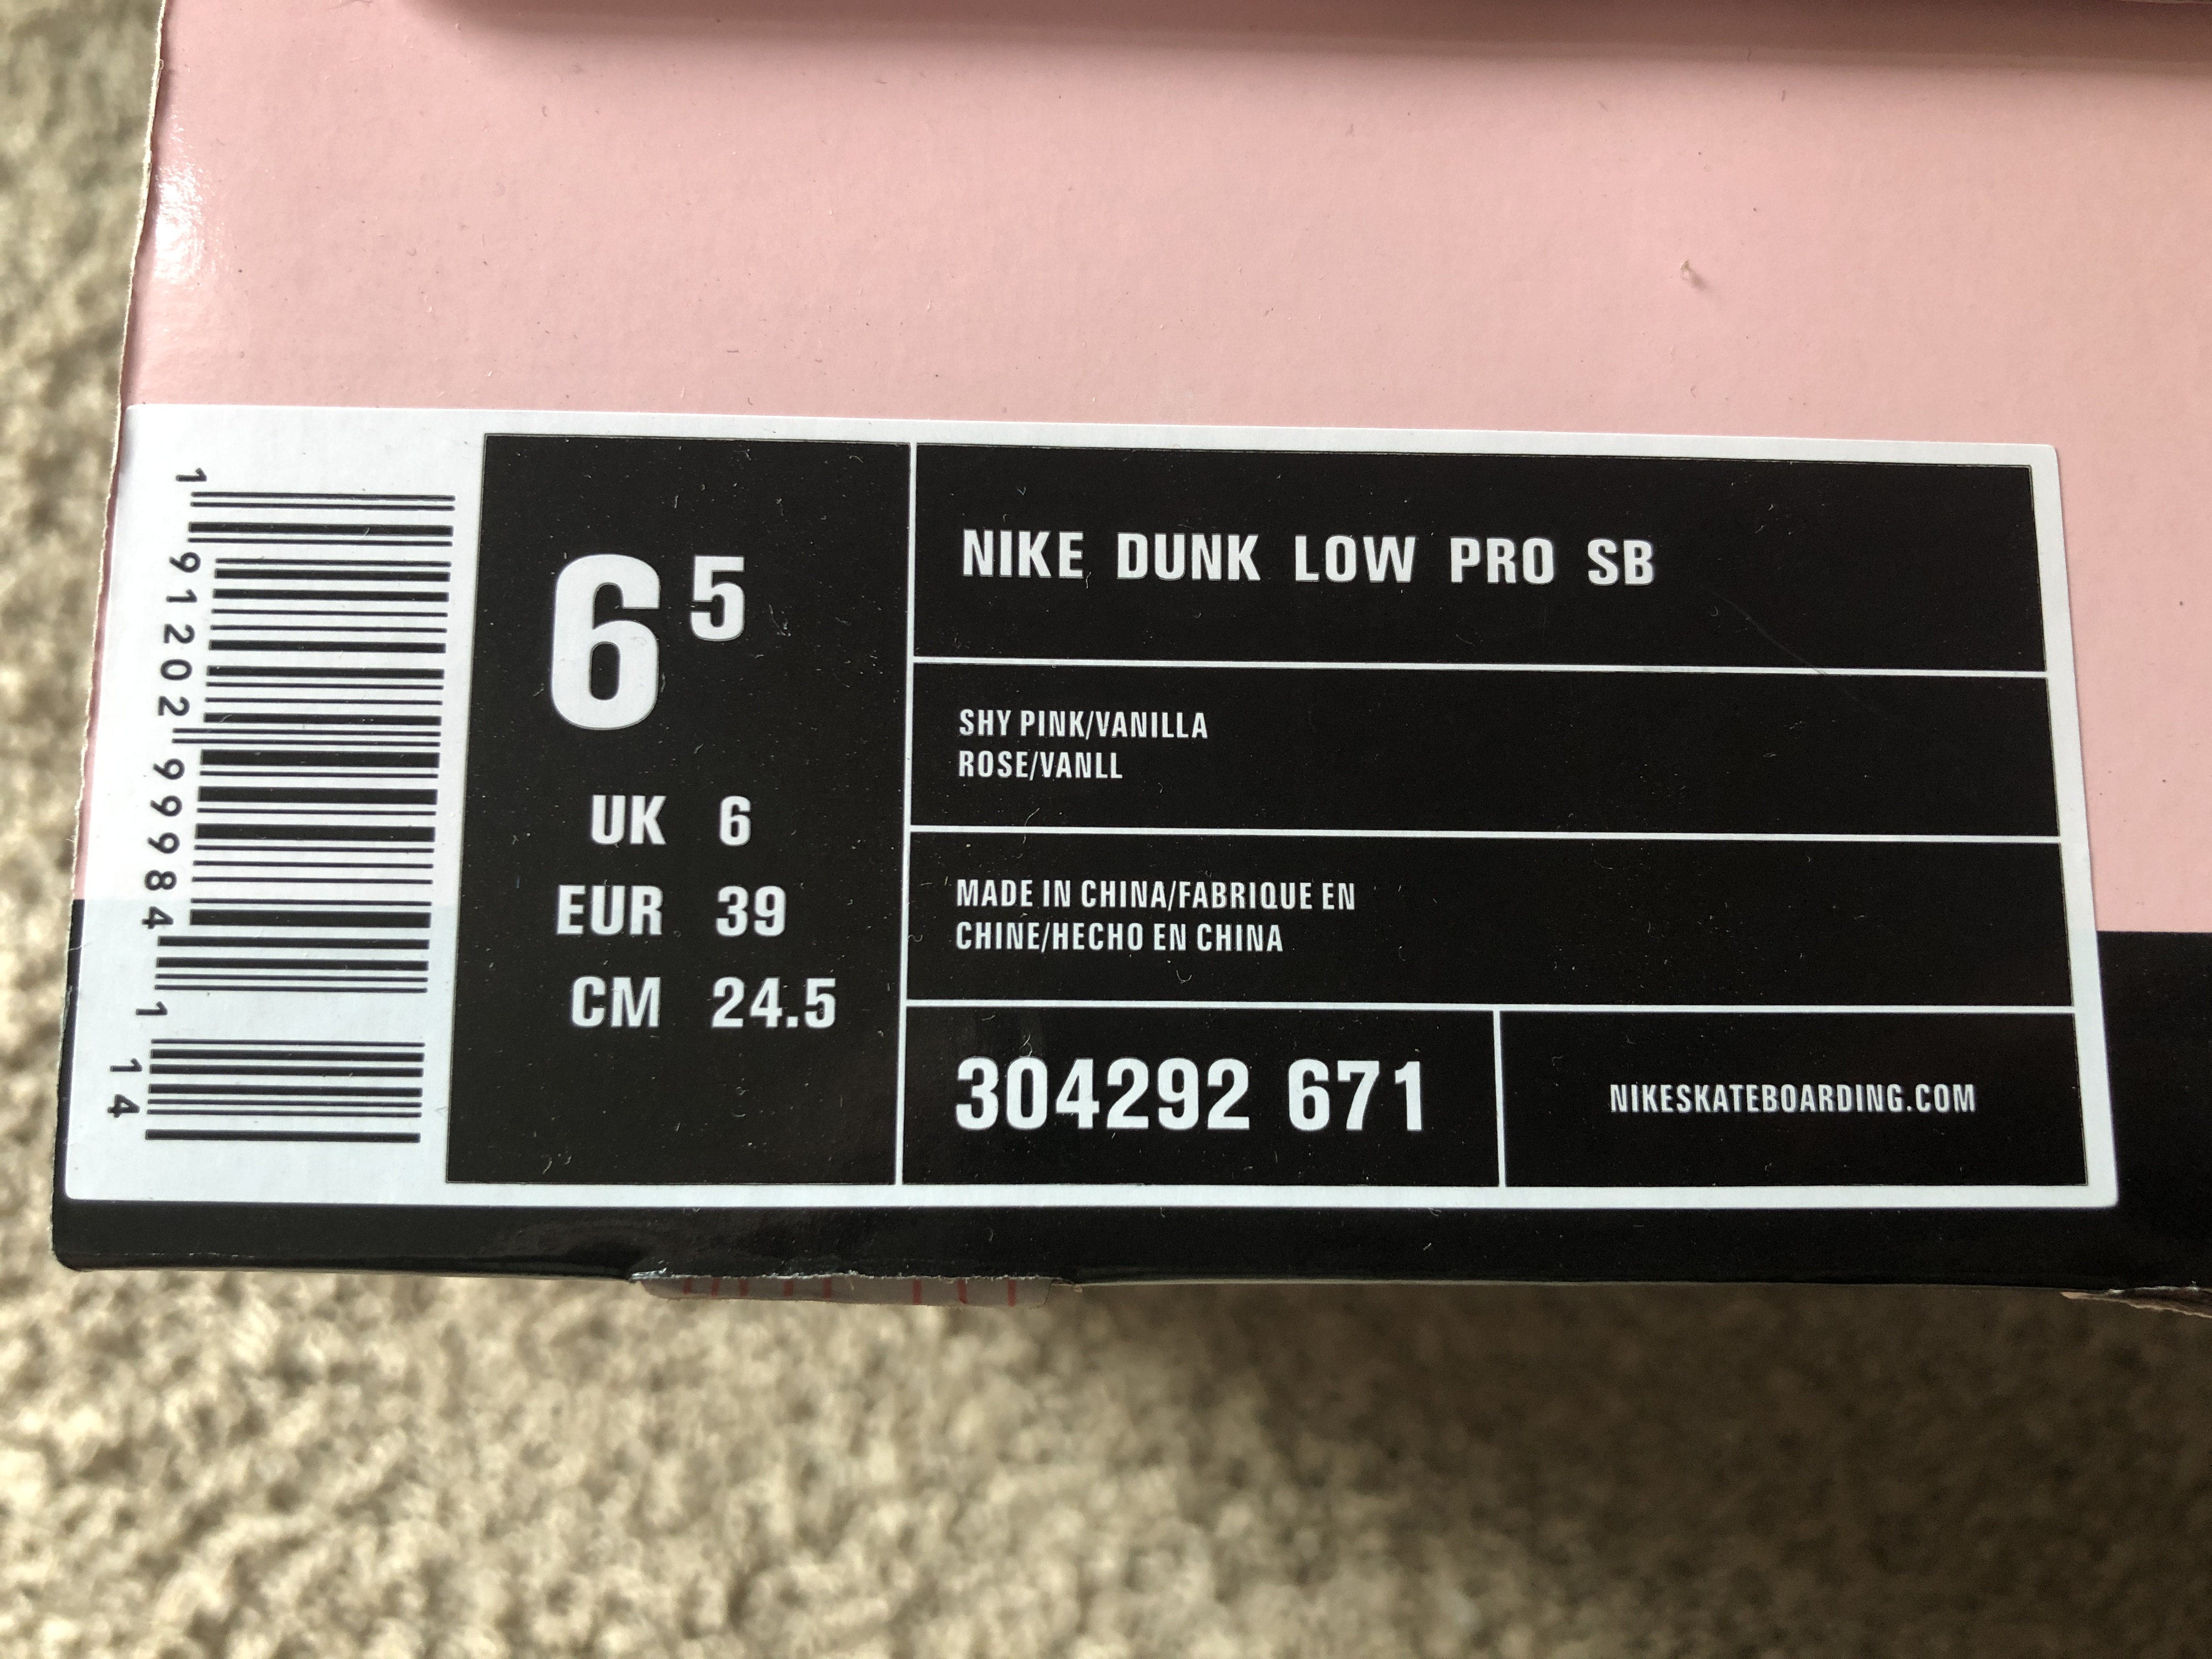 1 91202 99984 1 14
6 5
UK 6
EUR 39
CM 24.5
NIKE DUNK LOW PRO SB
SHY PINK/VANILLA
ROSE/VANLL
MADE IN CHINA/FABRIQUE EN
CHINE/HECHO EN CHINA
304292 671
NIKESKATEBOARDING.COM